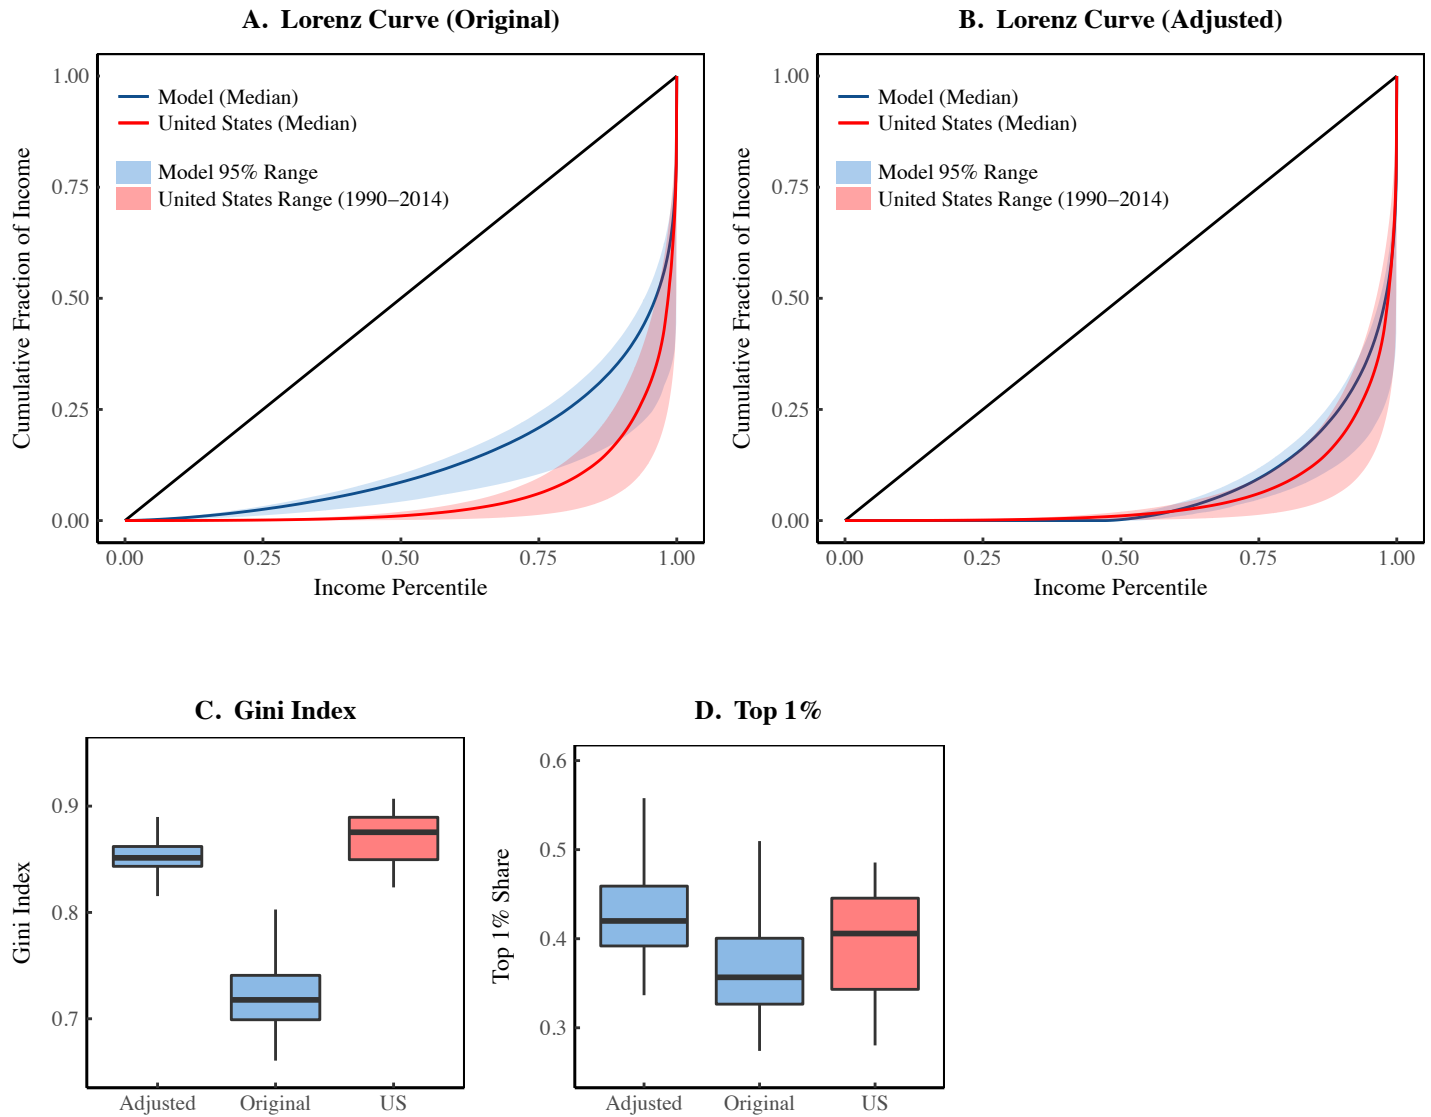 A. Lorenz Curve (Original)
Cumulative Fraction of Income
1.00
0.75
0.50
0.25
0.00
Model (Median)
United States (Median)
Model 95% Range
United States Range (1990–2014)
0.00 0.25 0.50 0.75 1.00
Income Percentile
B. Lorenz Curve (Adjusted)
Cumulative Fraction of Income
1.00
0.75
0.50
0.25
0.00
Model (Median)
United States (Median)
Model 95% Range
United States Range (1990–2014)
0.00 0.25 0.50 0.75 1.00
Income Percentile
C. Gini Index
Gini Index
0.9
0.8
0.7
Adjusted Original US
D. Top 1%
Top 1% Share
0.6
0.5
0.4
0.3
Adjusted Original US